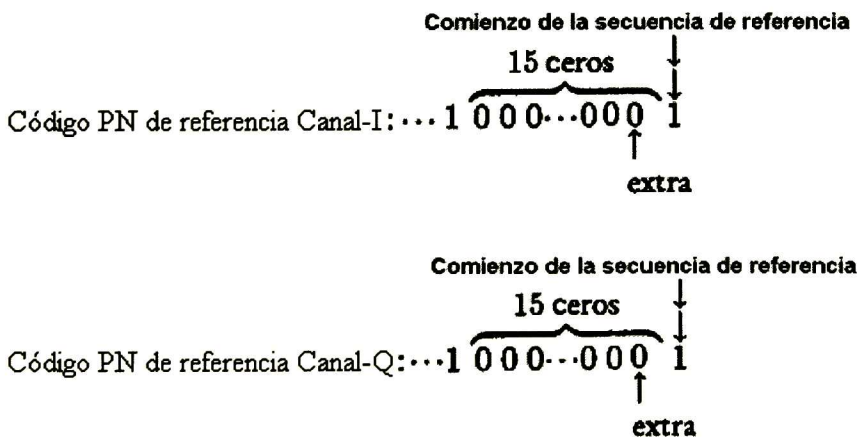 Comienzo de la secuencia de referencia
15 ceros
Código PN de referencia Canal-I: ··· 1 0 0 0 ··· 0 0 0 1
extra
Comienzo de la secuencia de referencia
15 ceros
Código PN de referencia Canal-Q: ··· 1 0 0 0 ··· 0 0 0 1
extra